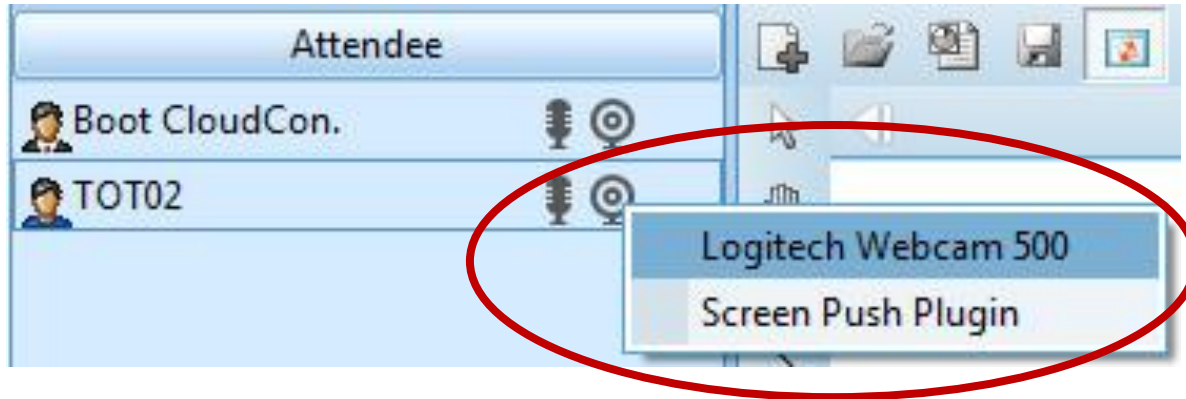 Attendee
Boot CloudCon.
TOT02
Logitech Webcam 500
Screen Push Plugin